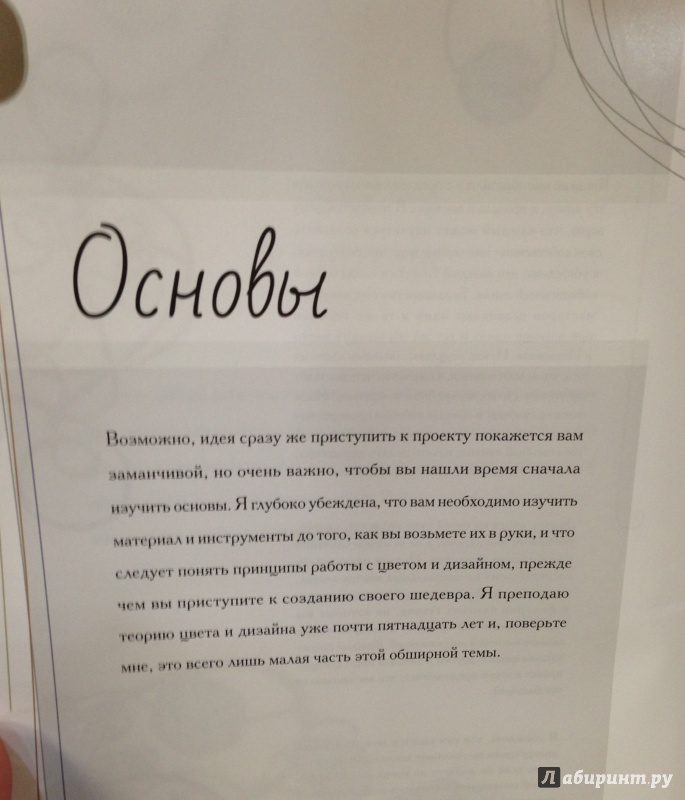 Основы
Возможно, идея сразу же приступить к проекту покажется вам
заманчивой, но очень важно, чтобы вы нашли время сначала
изучить основы. Я глубоко убеждена, что вам необходимо изучить
материал и инструменты до того, как вы возьмете их в руки, и что
следует понять принципы работы с цветом и дизайном, прежде
чем вы приступите к созданию своего шедевра. Я преподаю
теорию цвета и дизайна уже почти пятнадцать лет и, поверьте
мне, это всего лишь малая часть этой обширной темы.
Лабиринт.ру